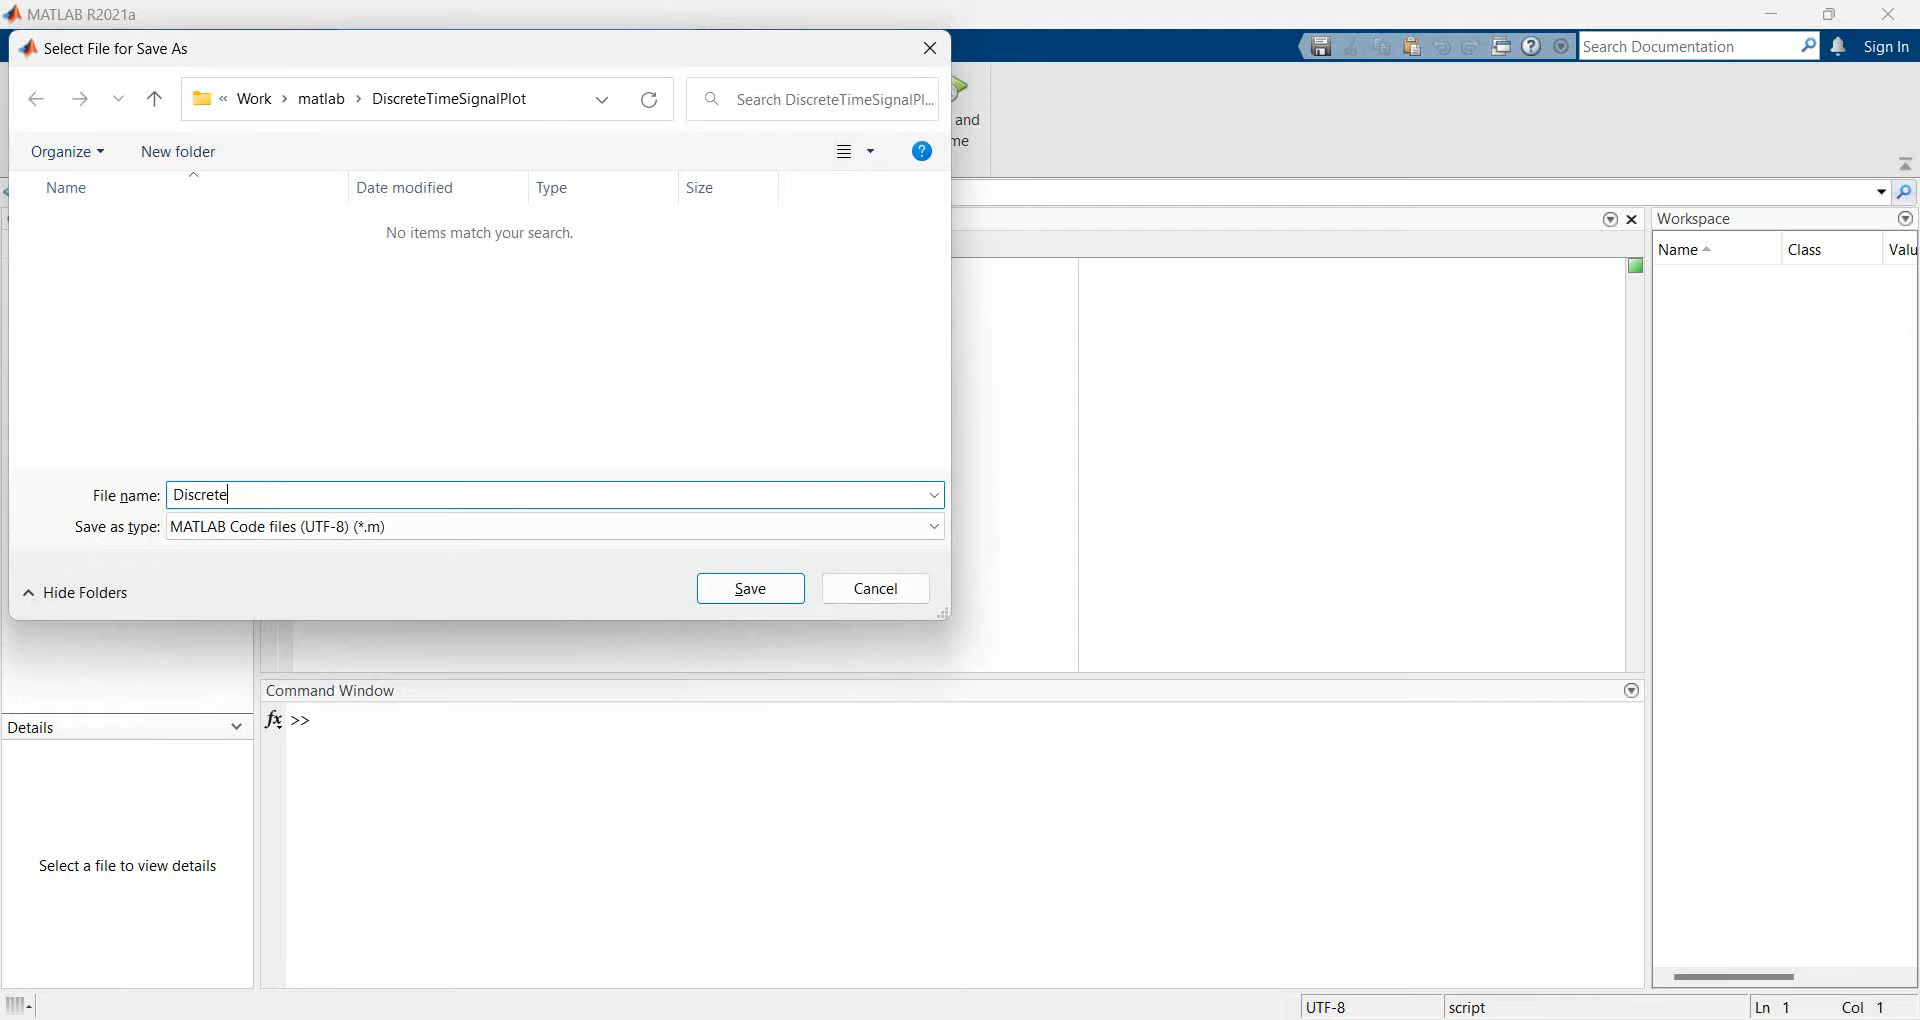 MATLAB R2021a
Select File for Save As
Search Documentation
Sign In
« Work > matlab > DiscreteTimeSignalPlot
Search DiscreteTimeSignalPl...
and
me
Organize
New folder
?
Name
Date modified
Type
Size
No items match your search.
Workspace
Name
Class
Valu
File name: Discrete
Save as type: MATLAB Code files (UTF-8) (*.m)
Hide Folders
Save
Cancel
Command Window
fx >>
Details
Select a file to view details
UTF-8
script
Ln 1
Col 1